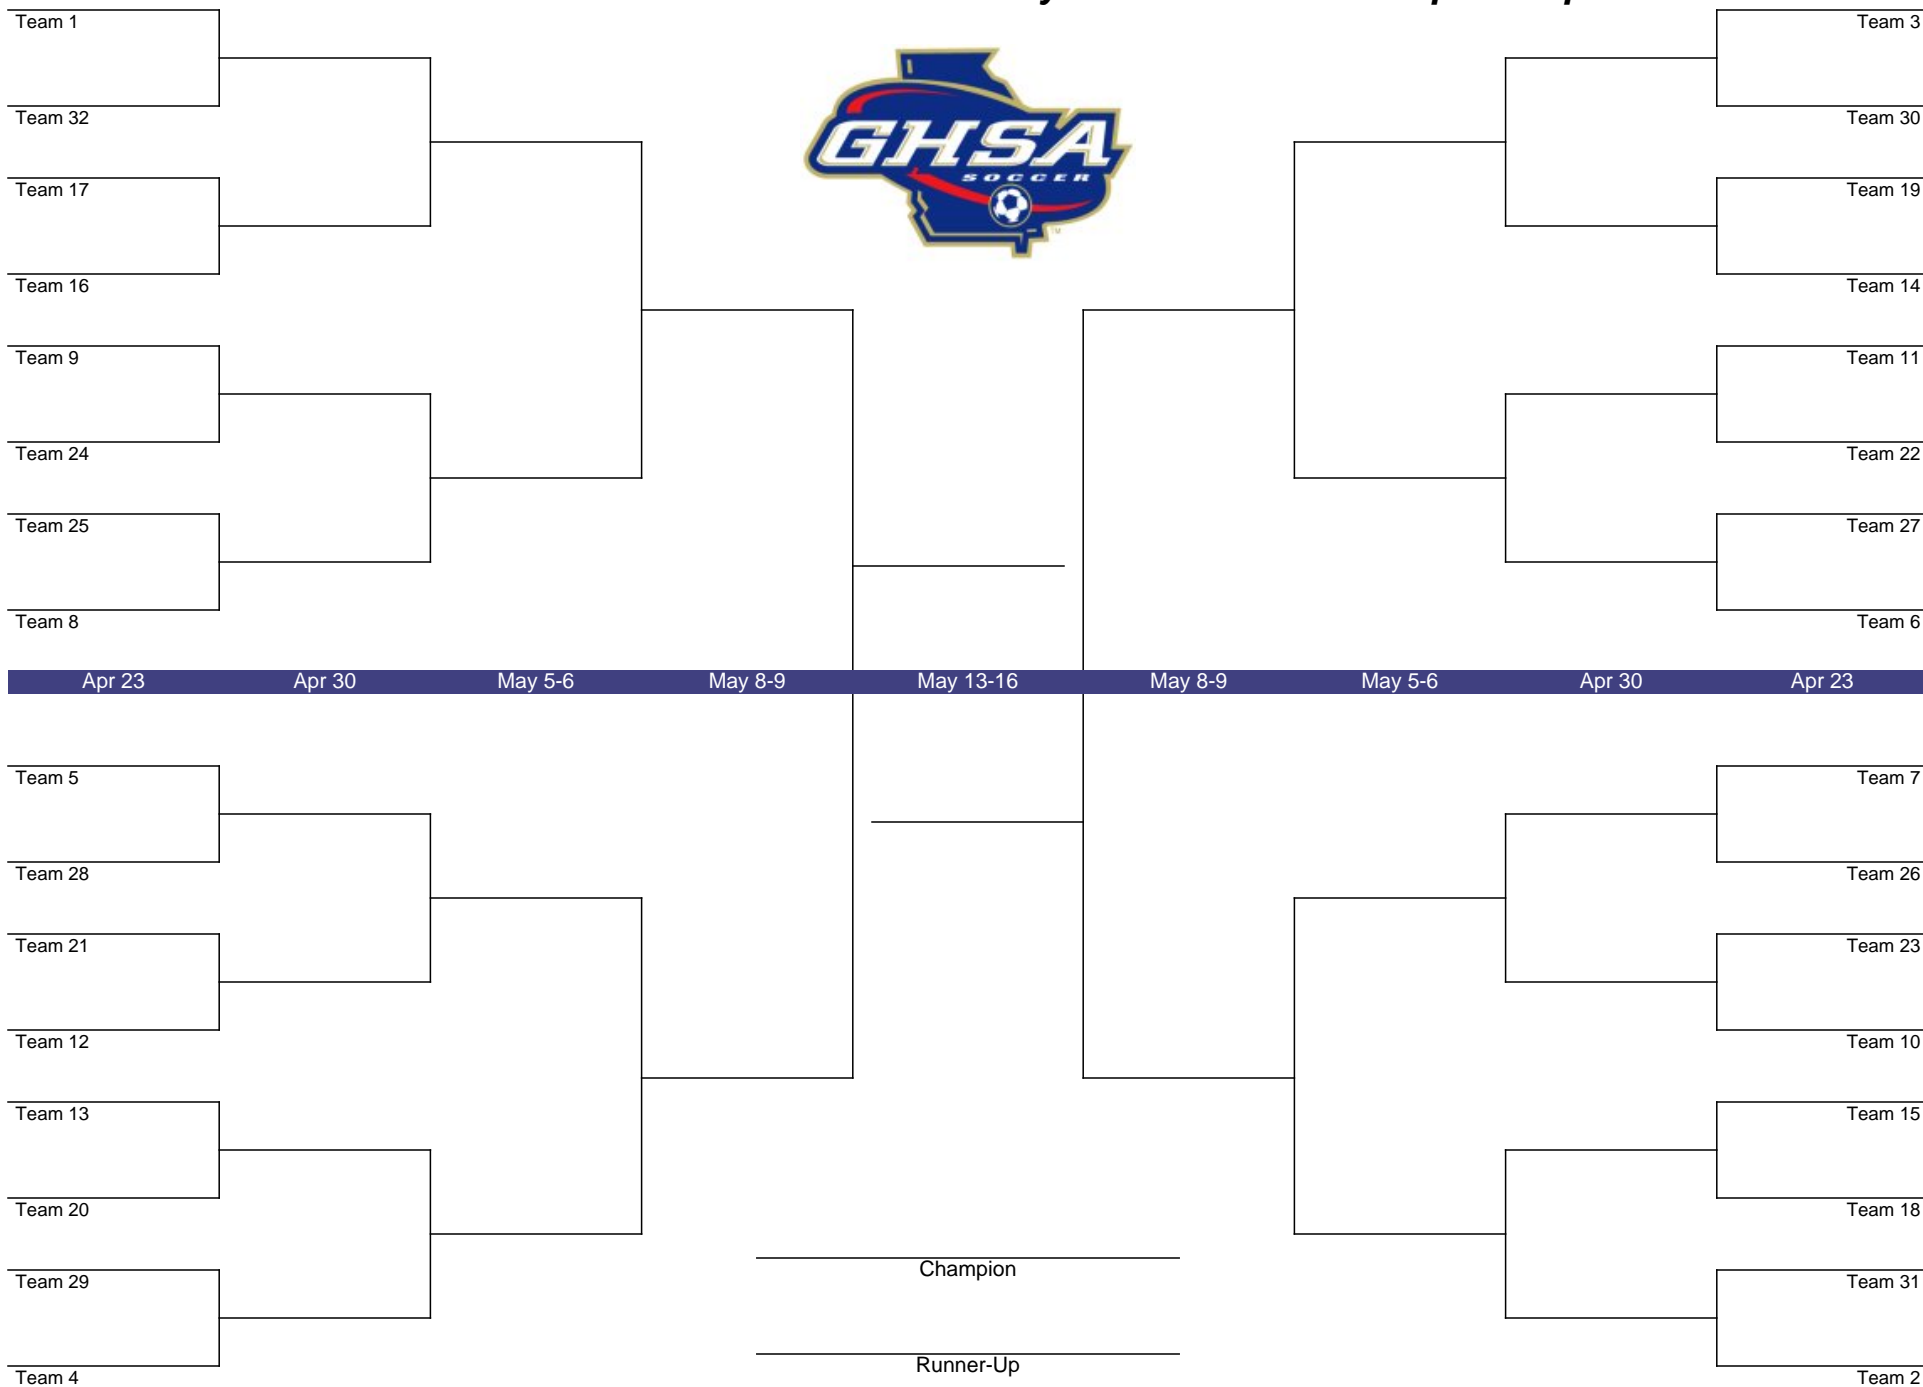 Team 1
Team 32
Team 17
Team 16
Team 9
Team 24
Team 25
Team 8
GHSA
SOCCER
TM
Team 3
Team 30
Team 19
Team 14
Team 11
Team 22
Team 27
Team 6
Apr 23 Apr 30 May 5-6 May 8-9 May 13-16 May 8-9 May 5-6 Apr 30 Apr 23
Team 5
Team 28
Team 21
Team 12
Team 13
Team 20
Team 29
Team 4
Champion
Runner-Up
Team 7
Team 26
Team 23
Team 10
Team 15
Team 18
Team 31
Team 2